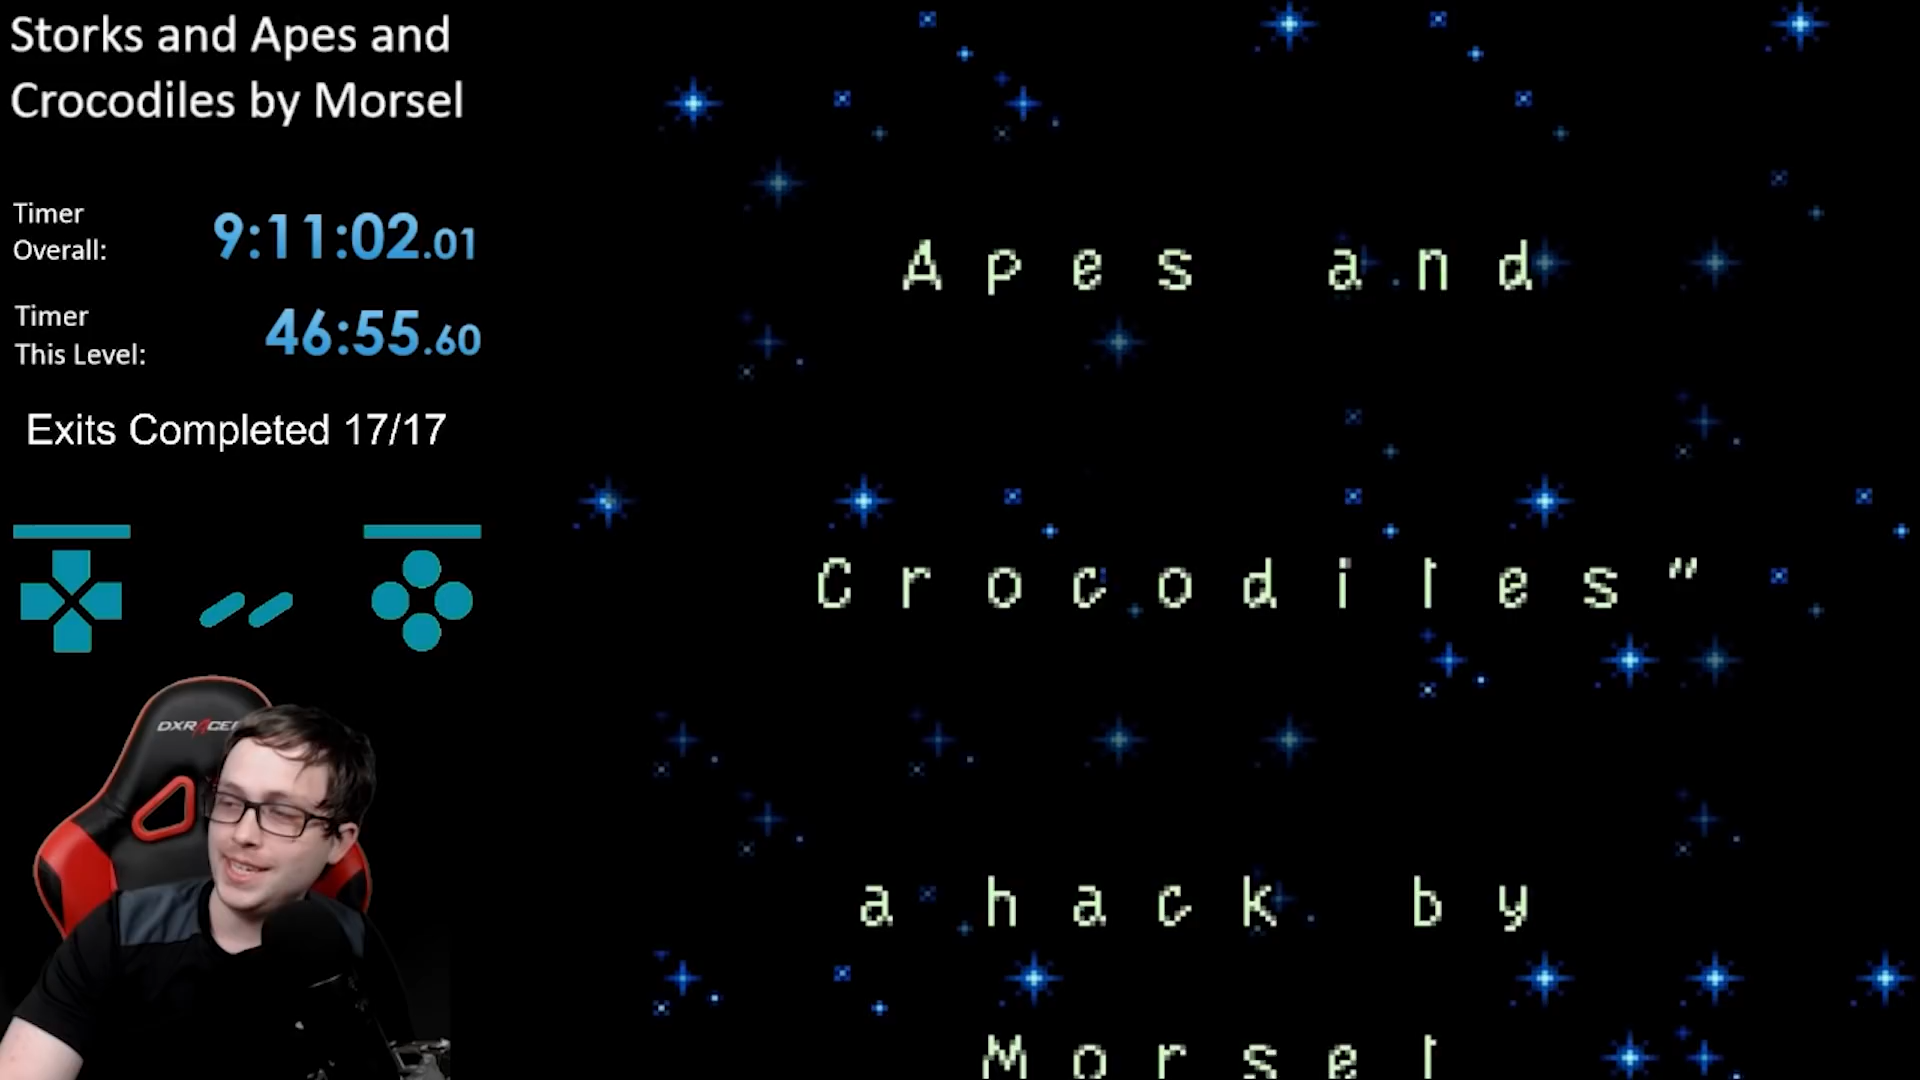 Storks and Apes and
Crocodiles by Morsel
Timer
Overall:
9:11:02.01
Timer
This Level:
46:55.60
Exits Completed 17/17
DXRACER
Apes and
Crocodiles"
a hack by
Morsel